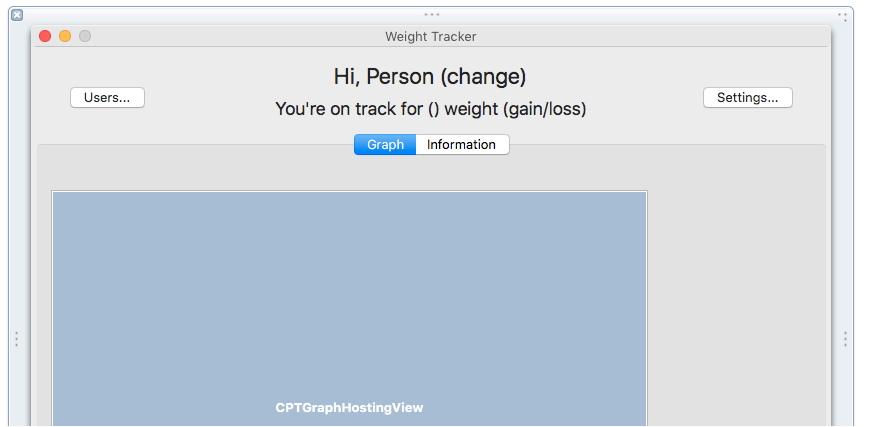 Weight Tracker
Hi, Person (change)
Users...
Settings...
You're on track for () weight (gain/loss)
Graph Information
CPTGraphHostingView